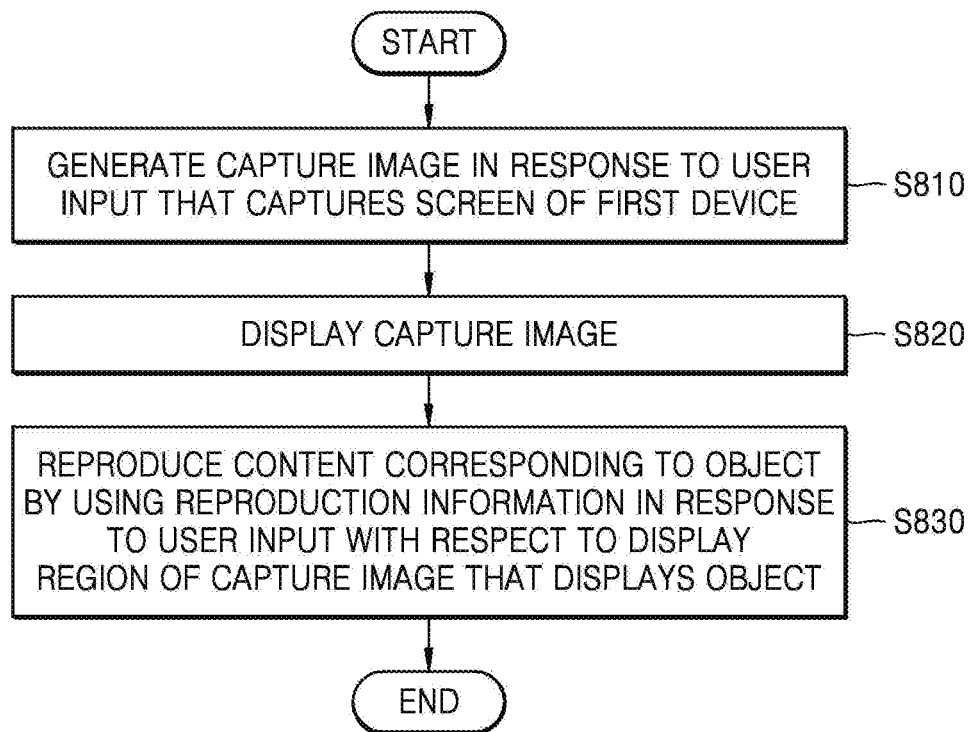 START
GENERATE CAPTURE IMAGE IN RESPONSE TO USER
INPUT THAT CAPTURES SCREEN OF FIRST DEVICE
S810
DISPLAY CAPTURE IMAGE
S820
REPRODUCE CONTENT CORRESPONDING TO OBJECT
BY USING REPRODUCTION INFORMATION IN RESPONSE
TO USER INPUT WITH RESPECT TO DISPLAY
REGION OF CAPTURE IMAGE THAT DISPLAYS OBJECT
S830
END